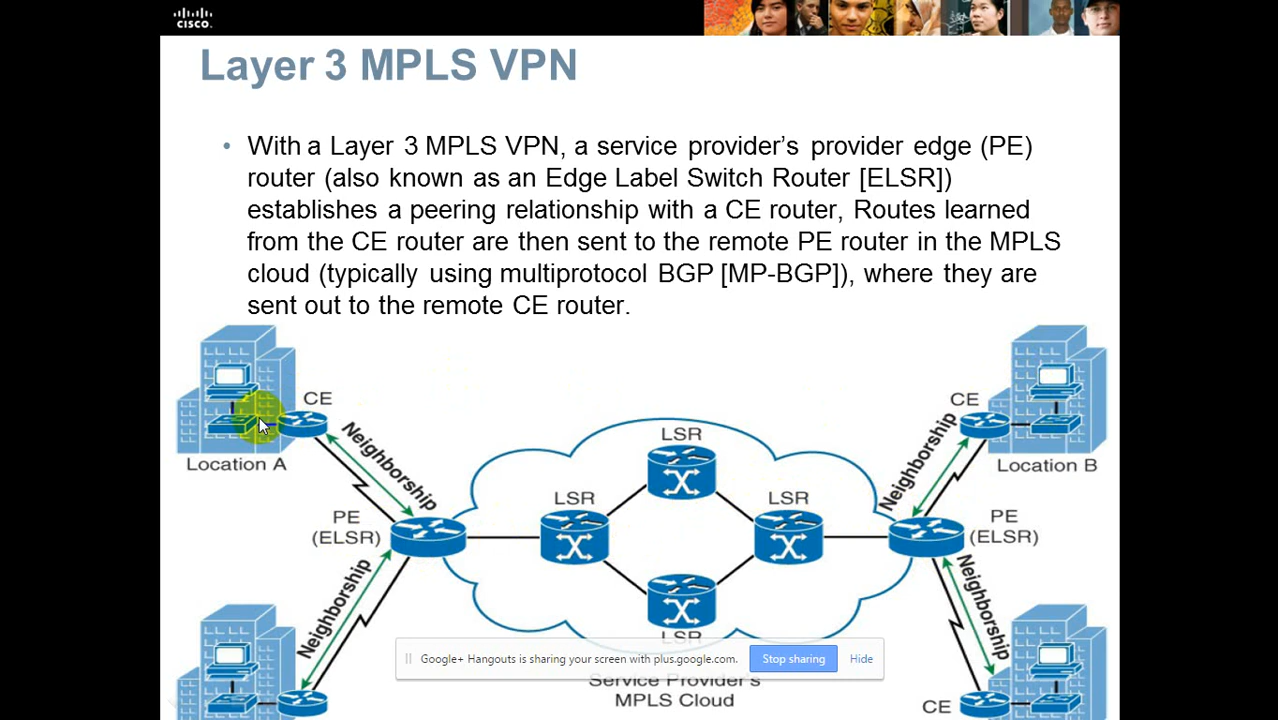 CISCO.
Layer 3 MPLS VPN
• With a Layer 3 MPLS VPN, a service provider's provider edge (PE)
router (also known as an Edge Label Switch Router [ELSR])
establishes a peering relationship with a CE router, Routes learned
from the CE router are then sent to the remote PE router in the MPLS
cloud (typically using multiprotocol BGP [MP-BGP]), where they are
sent out to the remote CE router.
CE
CE
Neighborship
Neighborship
LSR
Location A
Location B
LSR
LSR
PE
(ELSR)
PE
(ELSR)
Neighborship
Neighborship
LSR
Google+ Hangouts is sharing your screen with plus.google.com.
Stop sharing
Hide
Service Provider's
MPLS Cloud
CE